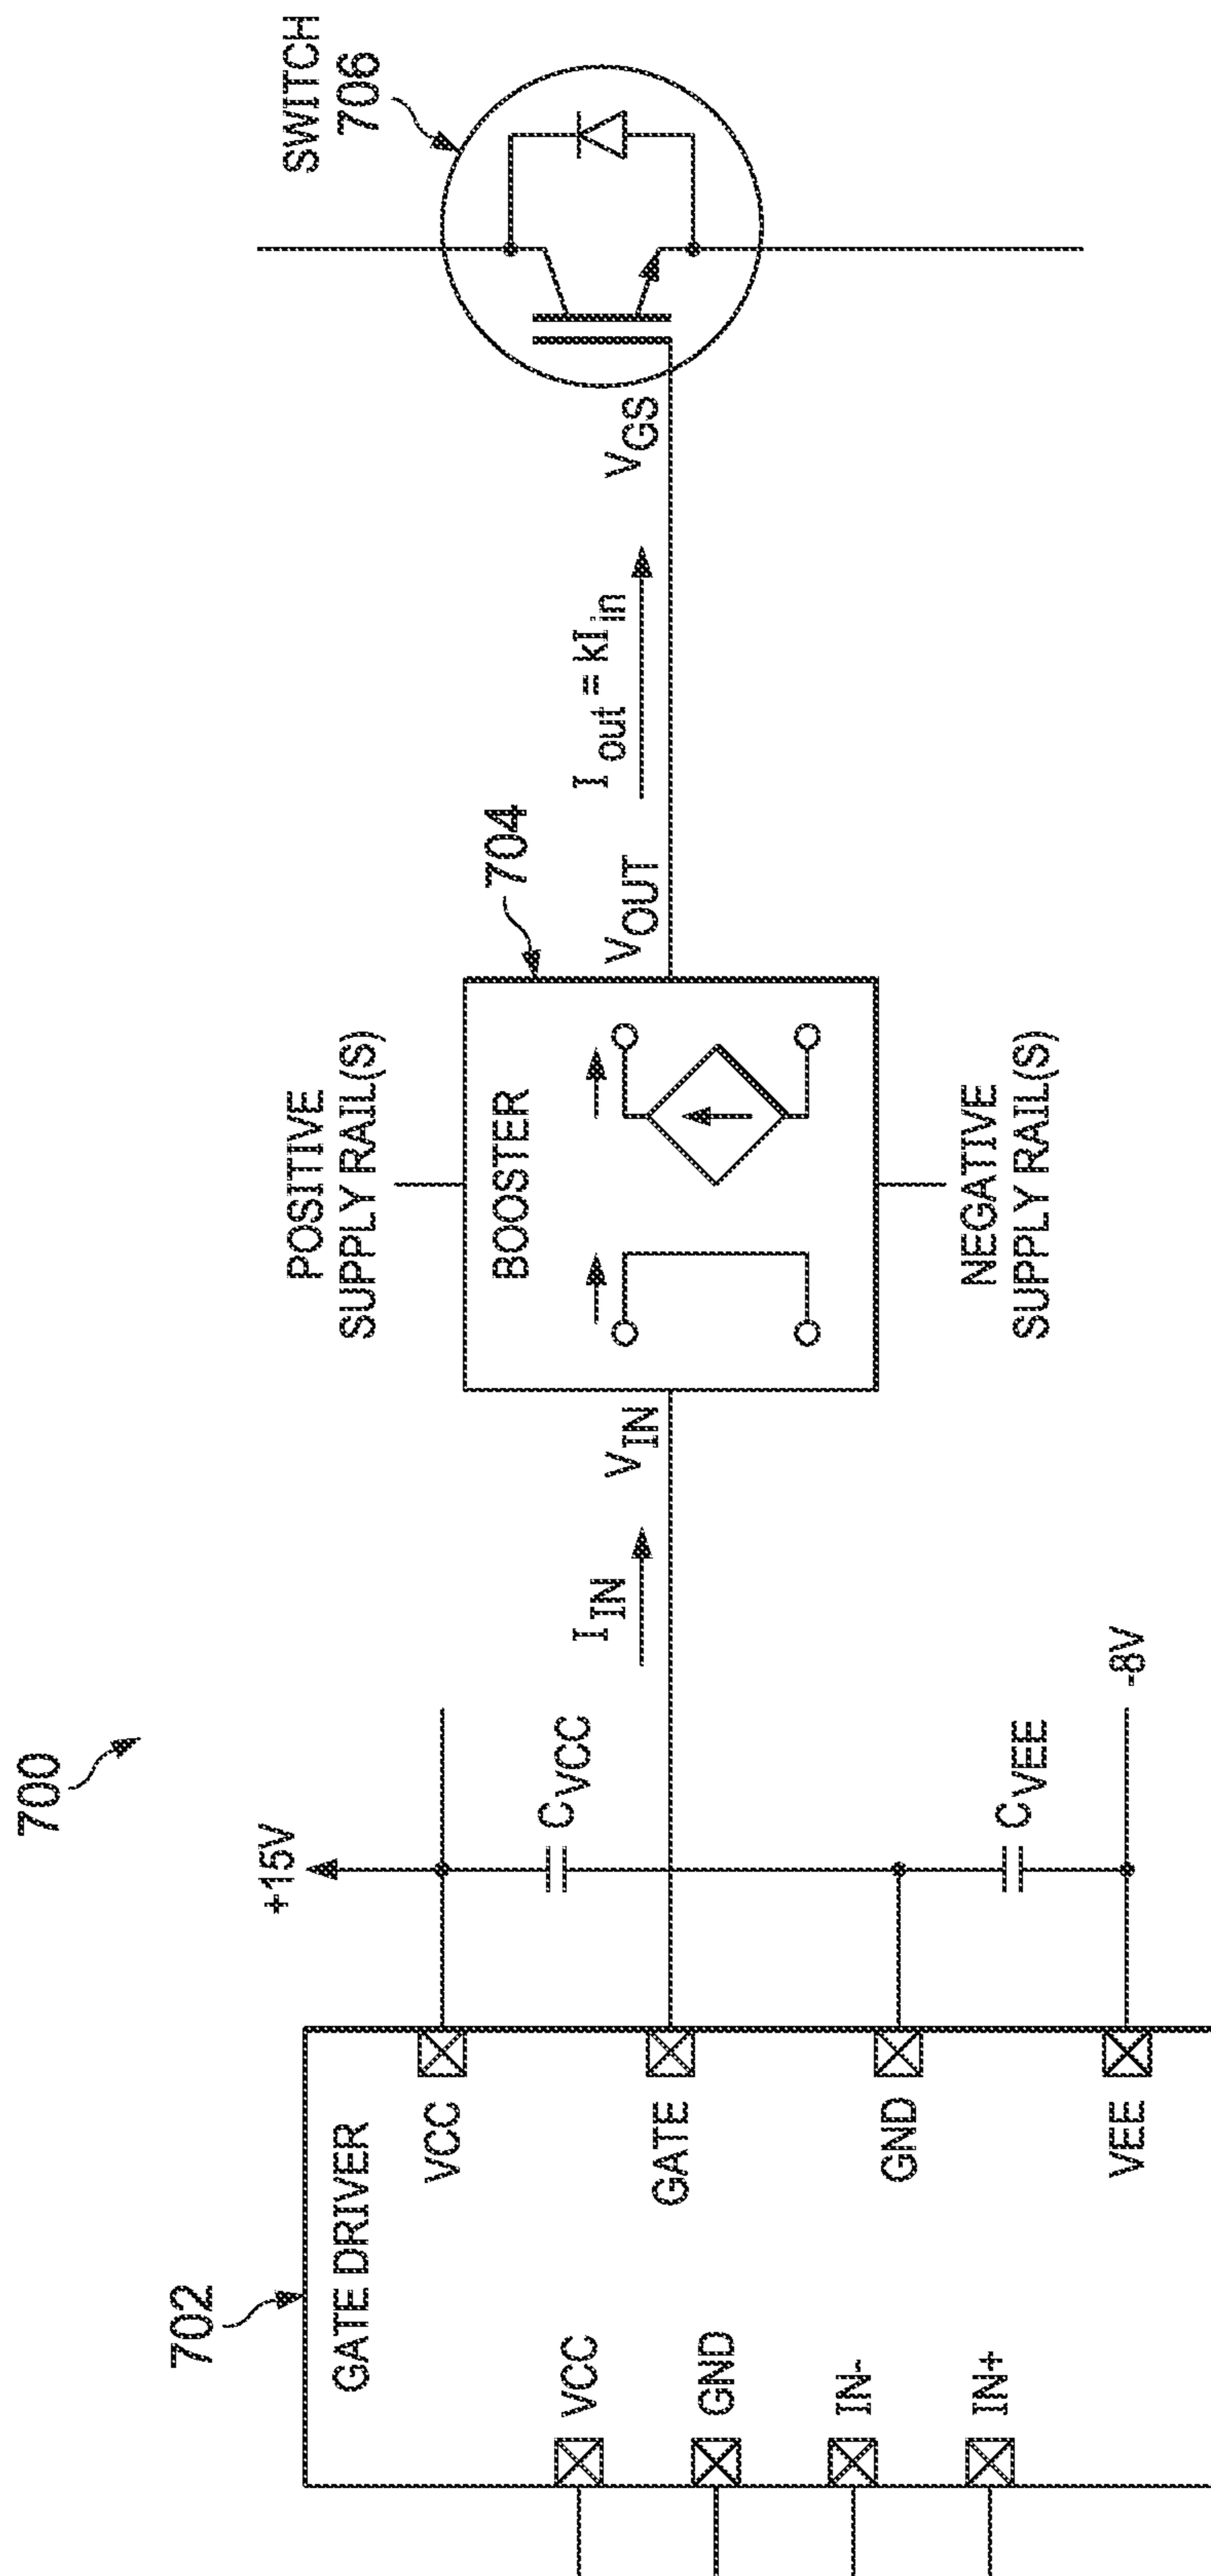 700
702
GATE DRIVER
VCC
GND
IN-
IN+
VCC
GATE
GND
VEE
+15V
CVCC
CVEE
-8V
IIN
VIN
POSITIVE
SUPPLY RAIL(S)
BOOSTER
704
NEGATIVE
SUPPLY RAIL(S)
VOUT
Iout = kIin
VGS
SWITCH
706